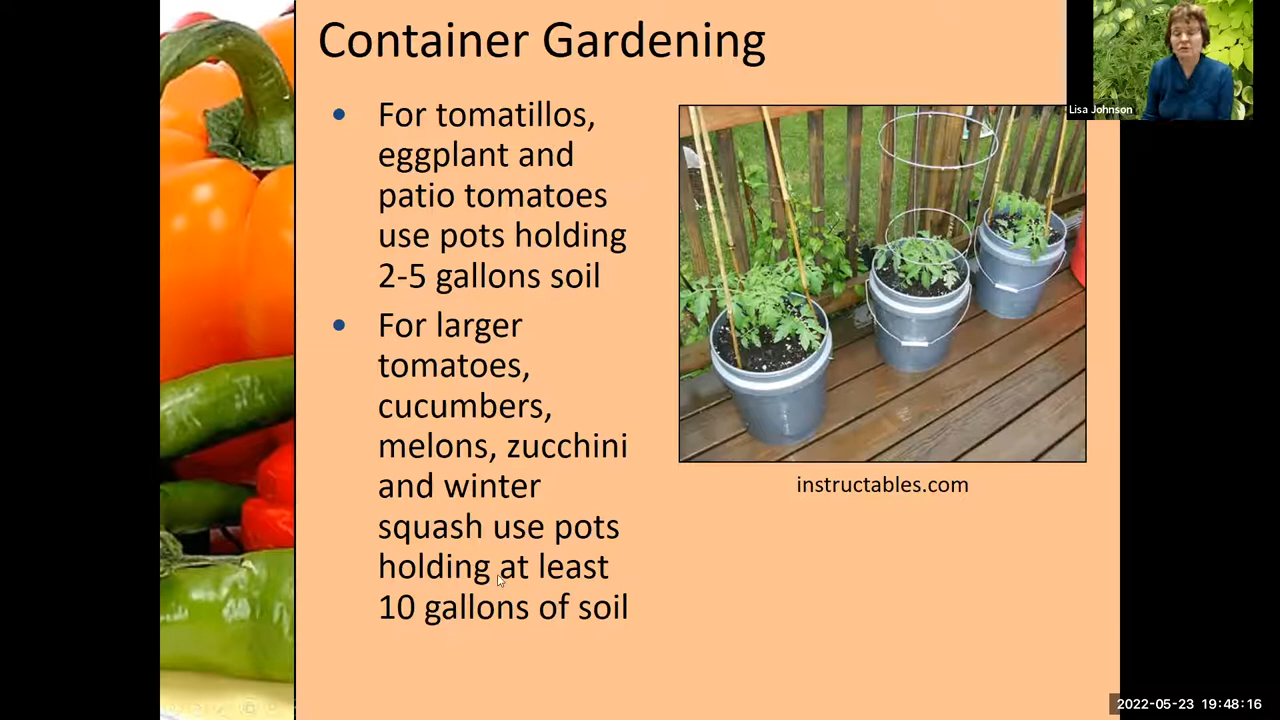 Container Gardening
Lisa Johnson
• For tomatillos,
eggplant and
patio tomatoes
use pots holding
2-5 gallons soil
• For larger
tomatoes,
cucumbers,
melons, zucchini
and winter
squash use pots
holding at least
10 gallons of soil
instructables.com
2022-05-23 19:48:16